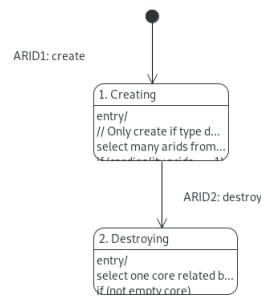 ARID1: create
1. Creating
entry/
// Only create if type d...
select many arids from...
ARID2: destroy
2. Destroying
entry/
select one core related b...
if (not empty core)